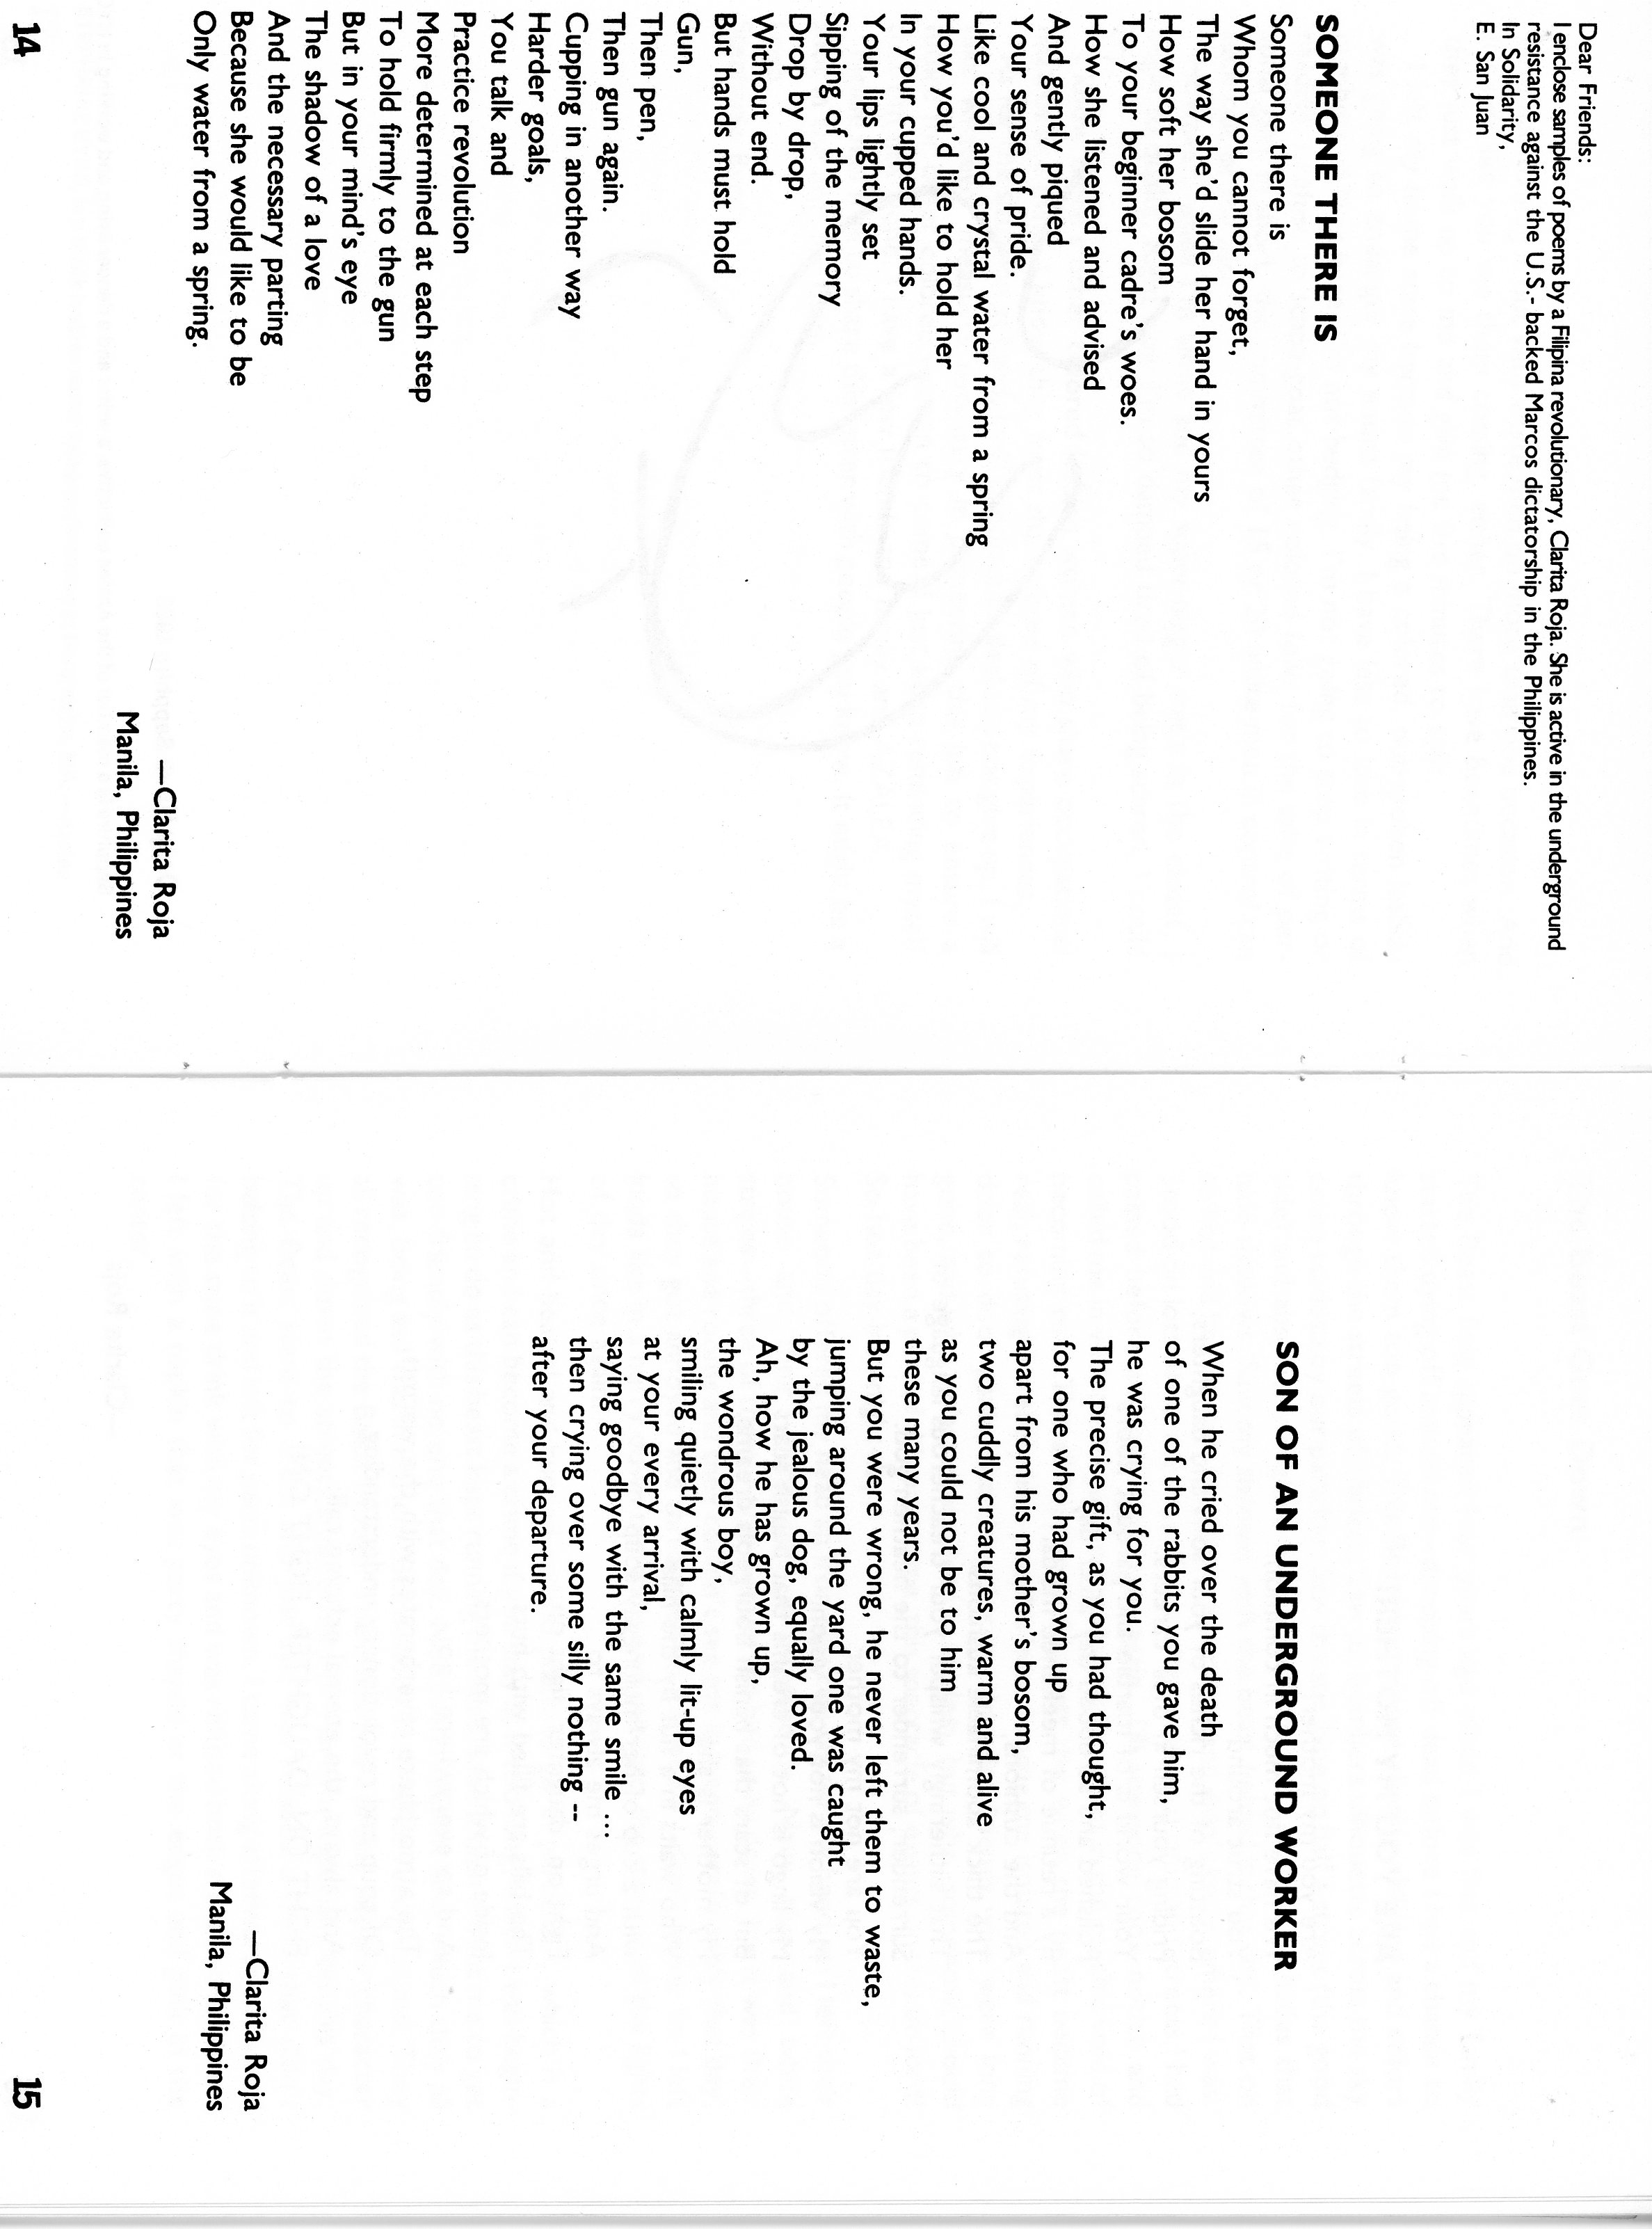 Dear Friends:
I enclose samples of poems by a Filipina revolutionary, Clarita Roja. She is active in the underground
resistance against the U.S.- backed Marcos dictatorship in the Philippines.
In Solidarity,
E. San Juan
SOMEONE THERE IS
Someone there is
Whom you cannot forget,
The way she'd slide her hand in yours
How soft her bosom
To your beginner cadre's woes.
How she listened and advised
And gently piqued
Your sense of pride.
Like cool and crystal water from a spring
How you'd like to hold her
In your cupped hands.
Your lips lightly set
Sipping of the memory
Drop by drop,
Without end.
But hands must hold
Gun,
Then pen,
Then gun again.
Cupping in another way
Harder goals,
You talk and
Practice revolution
More determined at each step
To hold firmly to the gun
But in your mind's eye
The shadow of a love
And the necessary parting
Because she would like to be
Only water from a spring.
—Clarita Roja
Manila, Philippines
14
SON OF AN UNDERGROUND WORKER
When he cried over the death
of one of the rabbits you gave him,
he was crying for you.
The precise gift, as you had thought,
for one who had grown up
apart from his mother's bosom,
two cuddly creatures, warm and alive
as you could not be to him
these many years.
But you were wrong, he never left them to waste,
jumping around the yard one was caught
by the jealous dog, equally loved.
Ah, how he has grown up,
the wondrous boy,
smiling quietly with calmly lit-up eyes
at your every arrival,
saying goodbye with the same smile ...
then crying over some silly nothing --
after your departure.
—Clarita Roja
Manila, Philippines
15